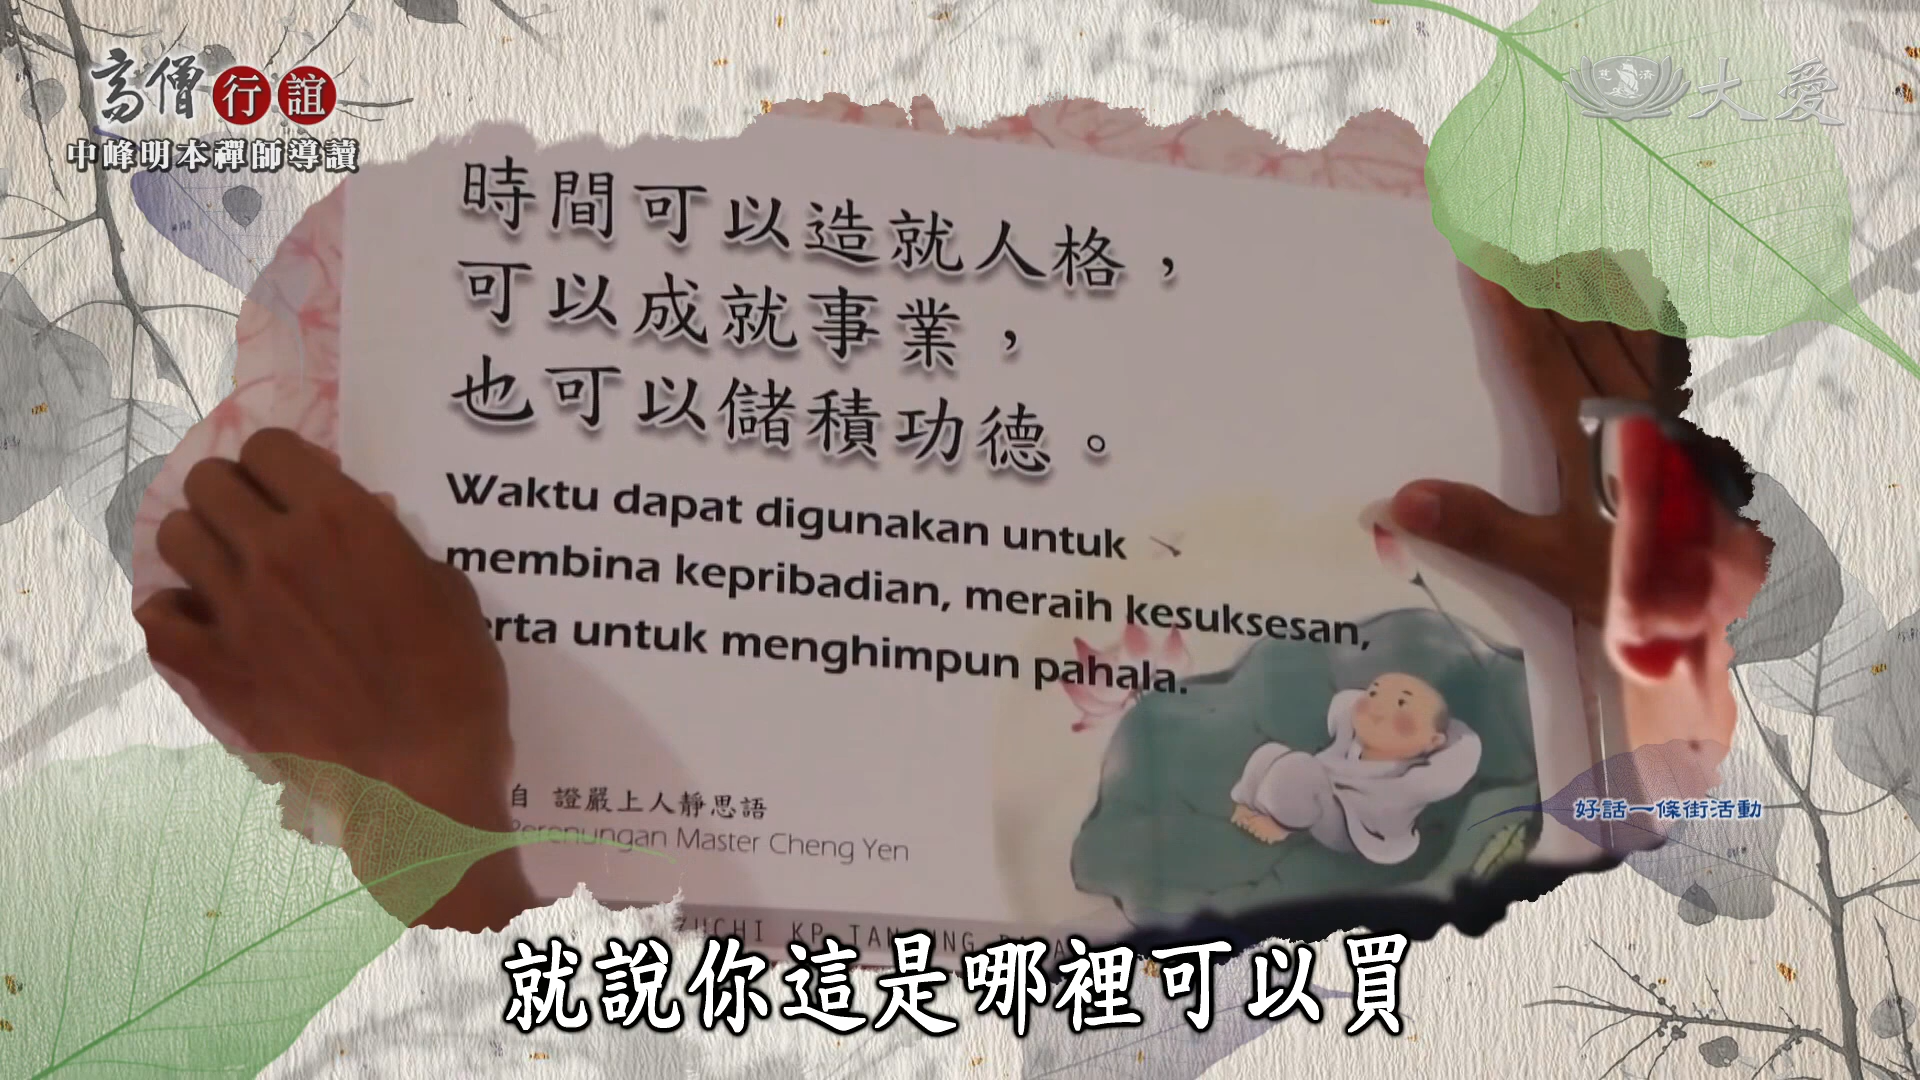 高僧行誼
中峰明本禪師導讀
慈濟
大愛
時間可以造就人格，
可以成就事業，
也可以儲積功德。
Waktu dapat digunakan untuk
membina kepribadian, meraih kesuksesan,
untuk menghimpun pahala.
自 證嚴上人靜思語
Perenungan Master Cheng Yen
好話一條街活動
就說你這是哪裡可以買